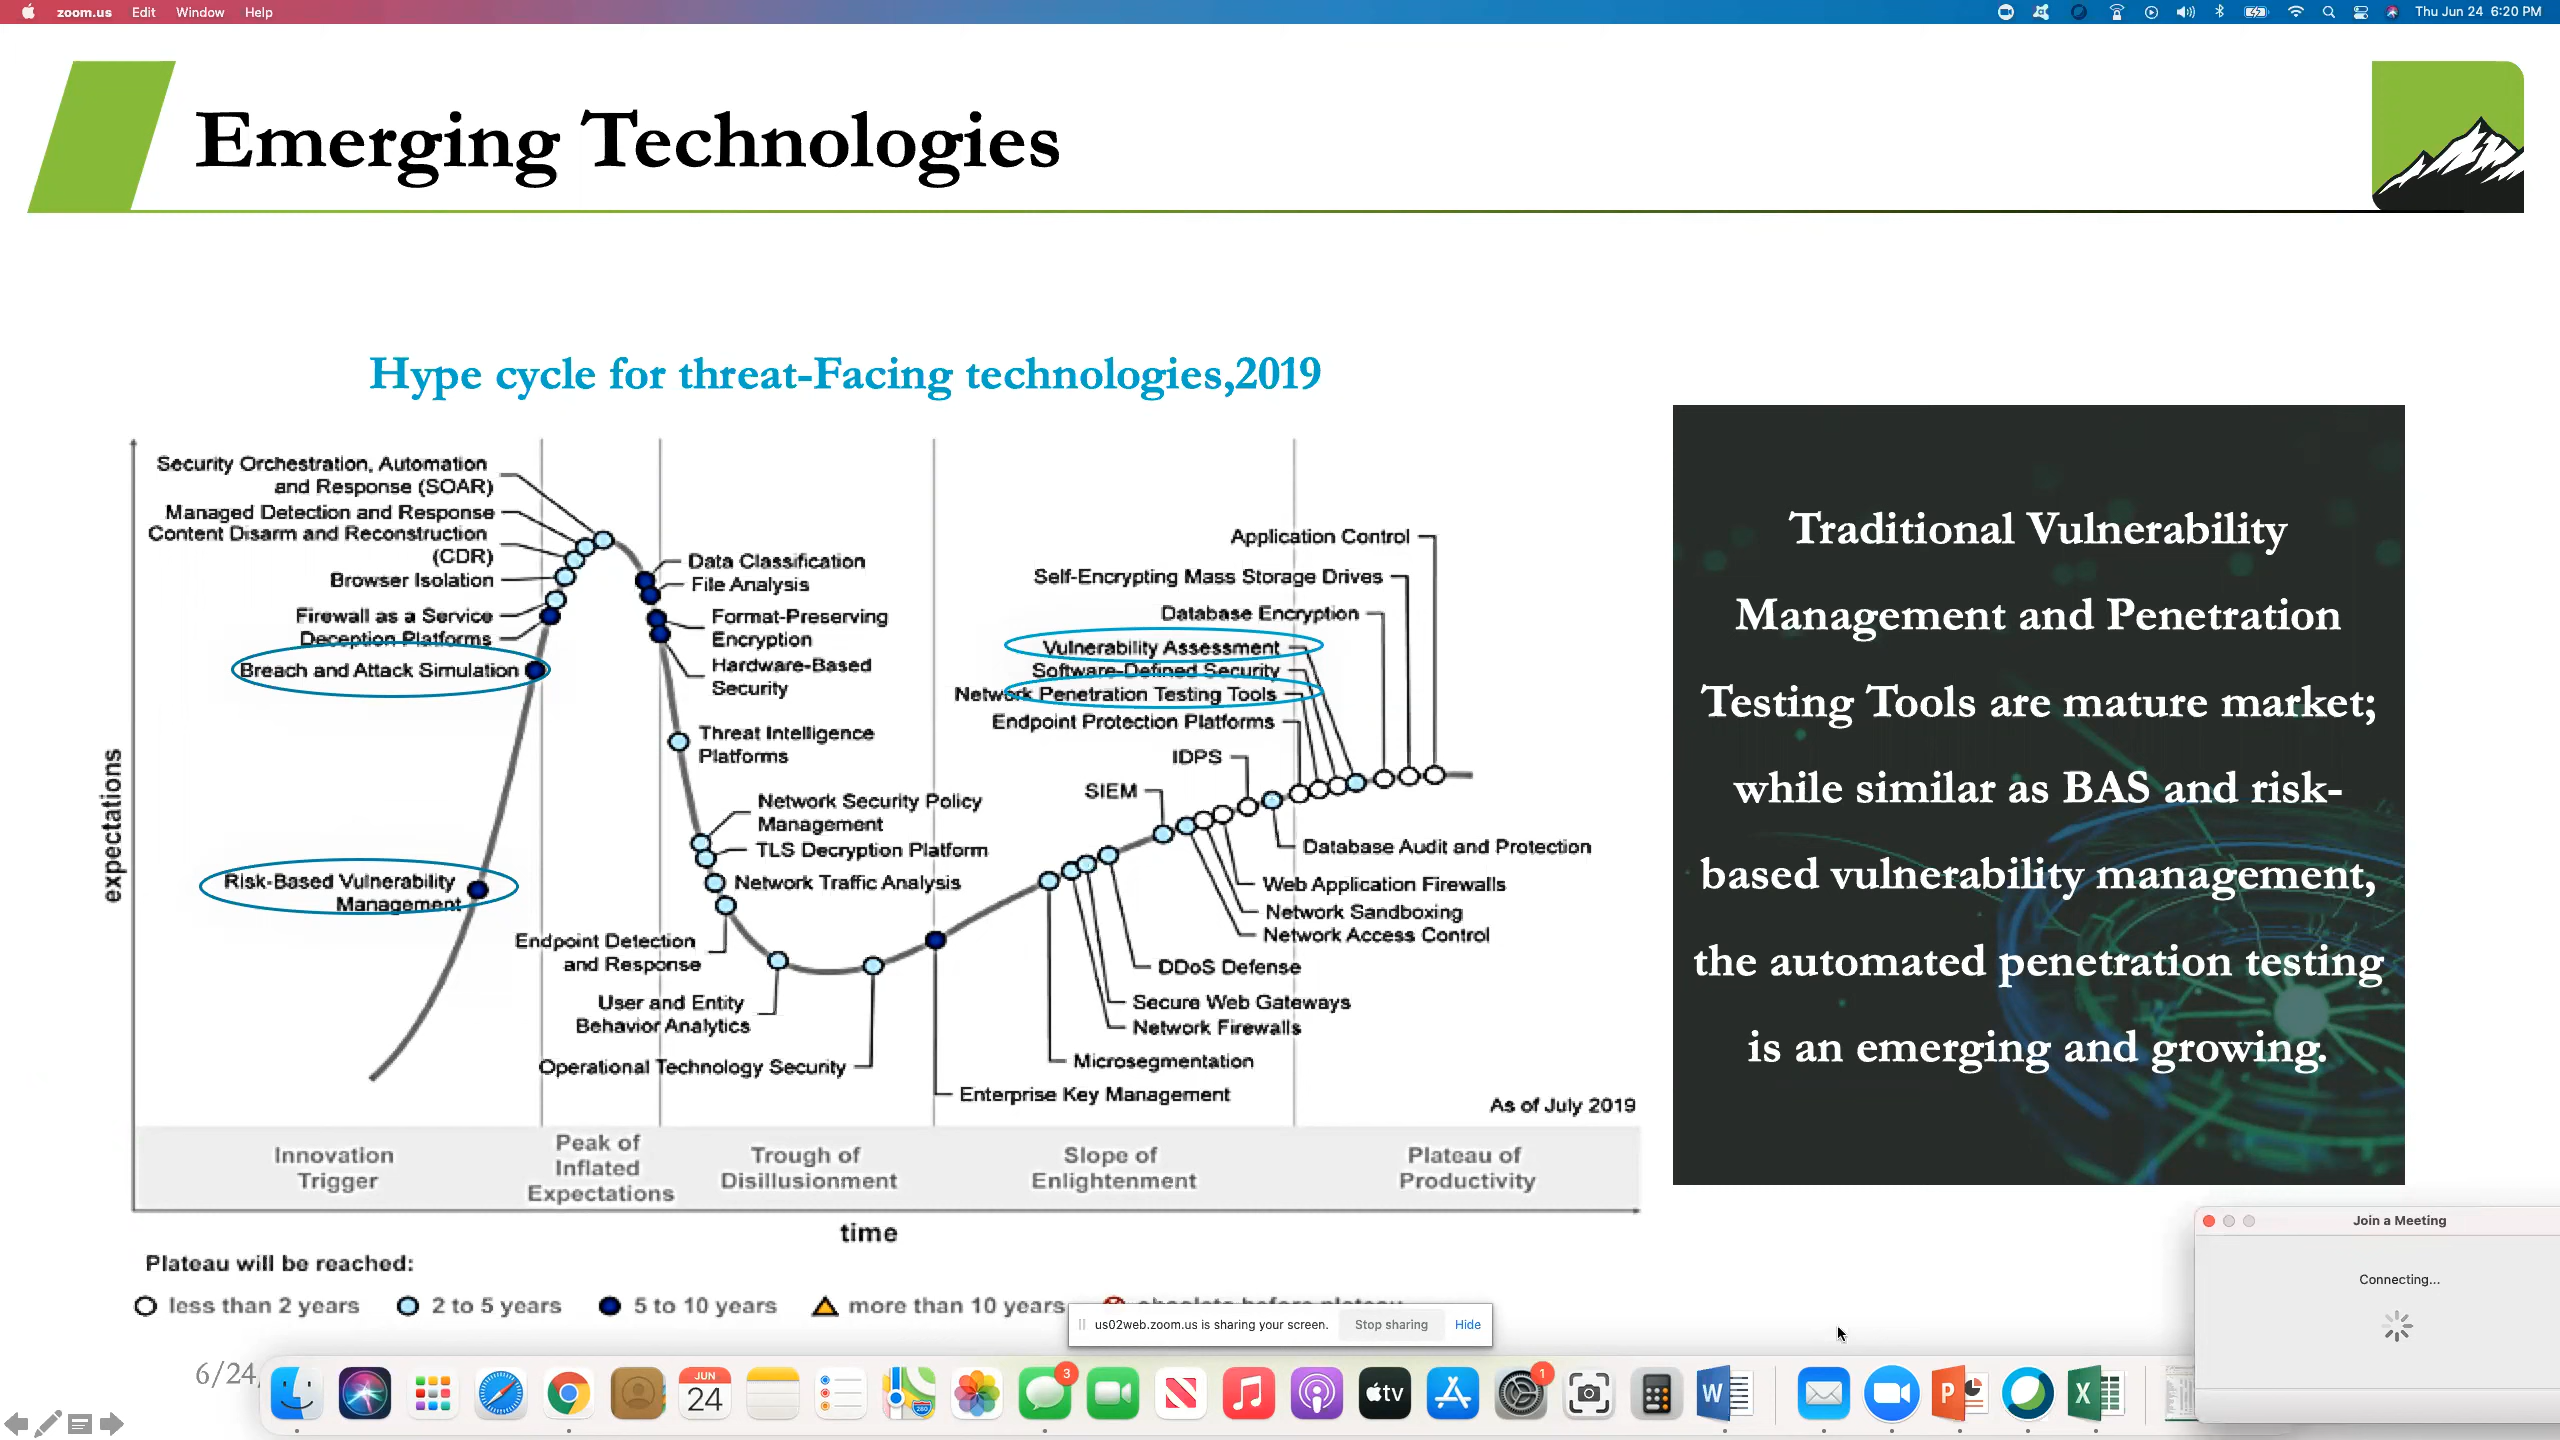 zoom.us Edit Window Help
Thu Jun 24 6:20 PM
Emerging Technologies
Hype cycle for threat-Facing technologies,2019
Security Orchestration, Automation
and Response (SOAR)
Managed Detection and Response
Content Disarm and Reconstruction
(CDR)
Browser Isolation
Firewall as a Service
Deception Platforms
Breach and Attack Simulation
Risk-Based Vulnerability
Management
Data Classification
File Analysis
Format-Preserving
Encryption
Hardware-Based
Security
Threat Intelligence
Platforms
Network Security Policy
Management
TLS Decryption Platform
Network Traffic Analysis
Endpoint Detection
and Response
User and Entity
Behavior Analytics
Operational Technology Security
Enterprise Key Management
Microsegmentation
Network Firewalls
Secure Web Gateways
DDoS Defense
SIEM
IDPS
Network Access Control
Network Sandboxing
Web Application Firewalls
Database Audit and Protection
Endpoint Protection Platforms
Network Penetration Testing Tools
Software-Defined Security
Vulnerability Assessment
Database Encryption
Self-Encrypting Mass Storage Drives
Application Control
As of July 2019
expectations
Innovation
Trigger
Peak of
Inflated
Expectations
Trough of
Disillusionment
Slope of
Enlightenment
Plateau of
Productivity
time
Plateau will be reached:
less than 2 years 2 to 5 years 5 to 10 years more than 10 years obsolete before plateau
Traditional Vulnerability
Management and Penetration
Testing Tools are mature market;
while similar as BAS and risk-
based vulnerability management,
the automated penetration testing
is an emerging and growing.
Join a Meeting
Connecting...
us02web.zoom.us is sharing your screen. Stop sharing Hide
6/24/
JUN
24
3
280
tv
1
W
P
X